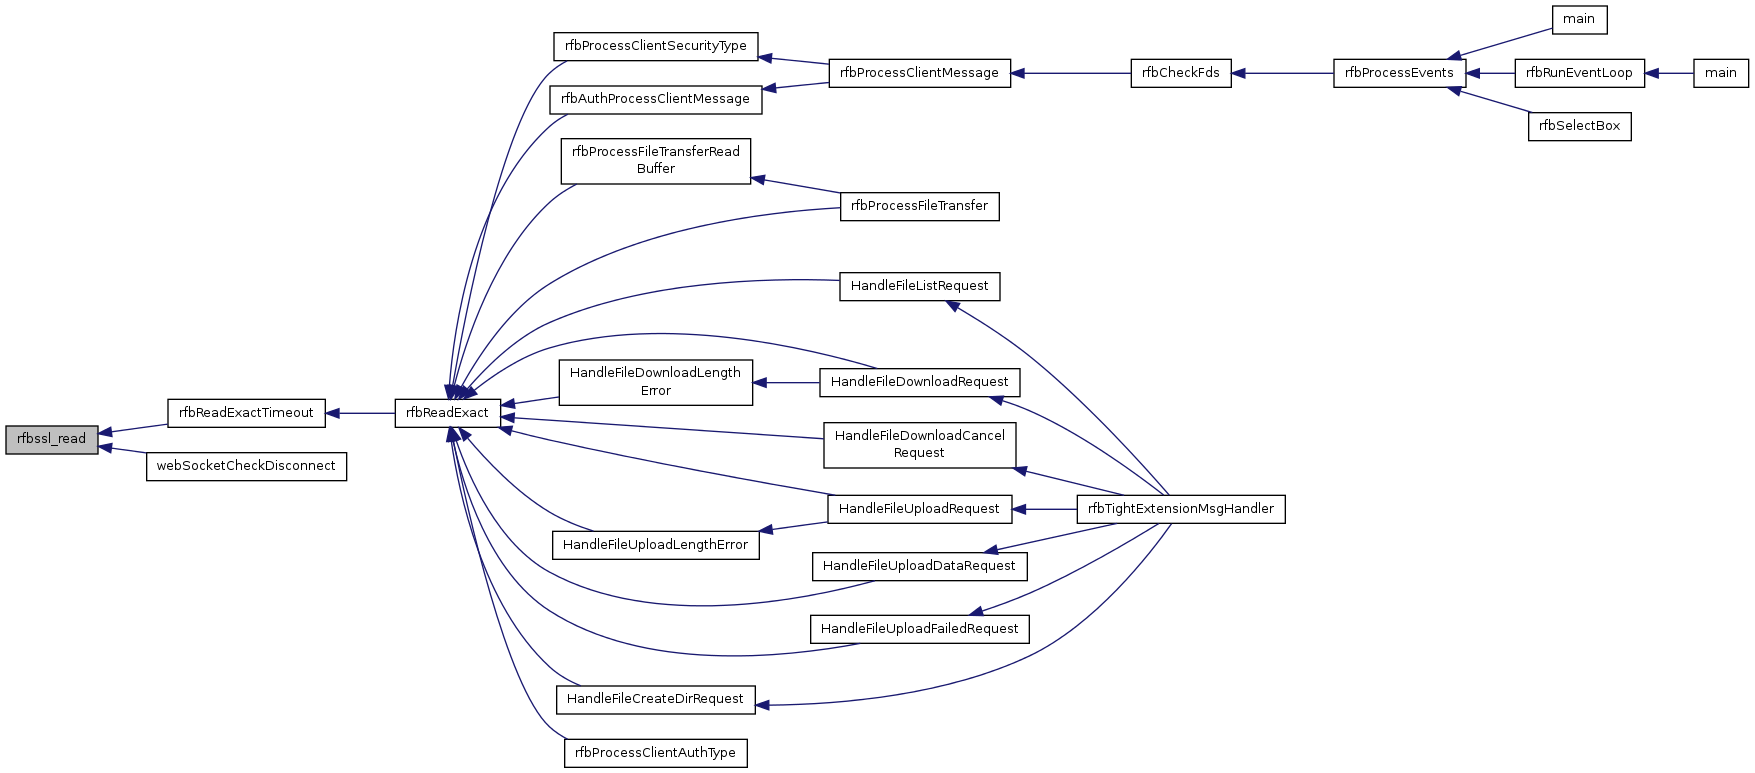 main
rfbProcessClientSecurityType
rfbProcessClientMessage
rfbCheckFds
rfbProcessEvents
rfbRunEventLoop
main
rfbAuthProcessClientMessage
rfbSelectBox
rfbProcessFileTransferRead
Buffer
rfbProcessFileTransfer
HandleFileListRequest
HandleFileDownloadLength
Error
HandleFileDownloadRequest
rfbReadExactTimeout
rfbReadExact
rfbssl_read
webSocketCheckDisconnect
HandleFileDownloadCancel
Request
HandleFileUploadRequest
rfbTightExtensionMsgHandler
HandleFileUploadLengthError
HandleFileUploadDataRequest
HandleFileUploadFailedRequest
HandleFileCreateDirRequest
rfbProcessClientAuthType